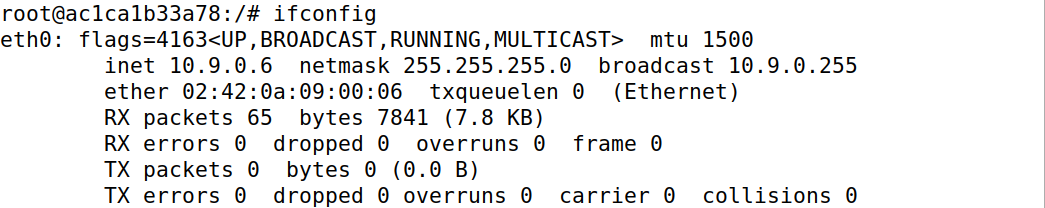 root@ac1ca1b33a78:/# ifconfig
eth0: flags=4163<UP,BROADCAST,RUNNING,MULTICAST>  mtu 1500
        inet 10.9.0.6  netmask 255.255.255.0  broadcast 10.9.0.255
        ether 02:42:0a:09:00:06  txqueuelen 0  (Ethernet)
        RX packets 65  bytes 7841 (7.8 KB)
        RX errors 0  dropped 0  overruns 0  frame 0
        TX packets 0  bytes 0 (0.0 B)
        TX errors 0  dropped 0 overruns 0  carrier 0  collisions 0